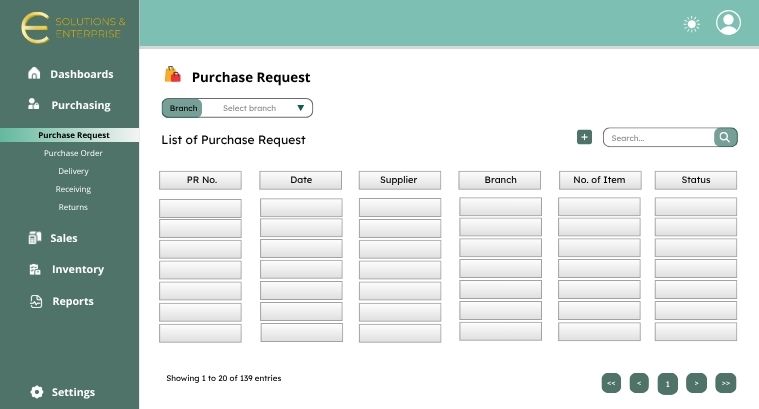 SOLUTIONS &
ENTERPRISE
Dashboards
Purchasing
Purchase Request
Purchase Order
Delivery
Receiving
Returns
Sales
Inventory
Reports
Settings
Purchase Request
Branch Select branch
List of Purchase Request
+ Search...
PR No. Date Supplier Branch No. of Item Status
Showing 1 to 20 of 139 entries
<< < 1 > >>